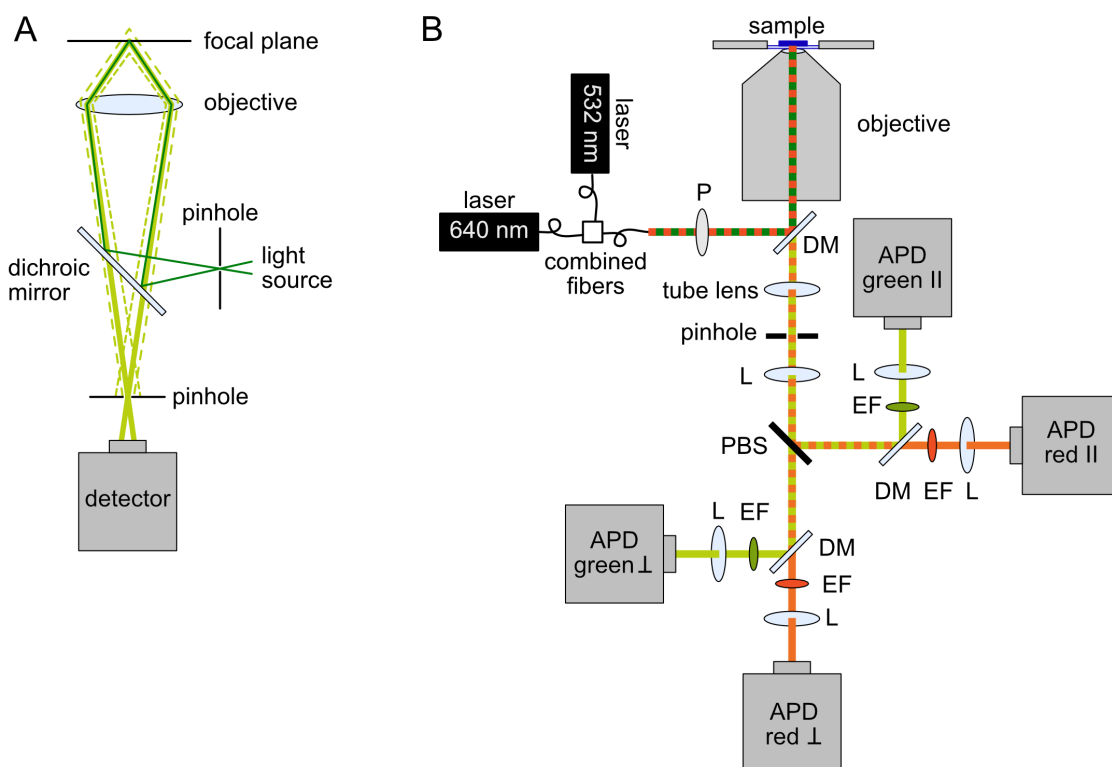 A
focal plane
objective
pinhole
light
source
dichroic
mirror
pinhole
detector
B
sample
laser
532 nm
objective
laser
640 nm
P
combined
fibers
DM
tube lens
pinhole
L
APD
green II
L
EF
PBS
APD
red II
DM
EF
L
L
EF
DM
APD
green ⊥
EF
L
APD
red ⊥